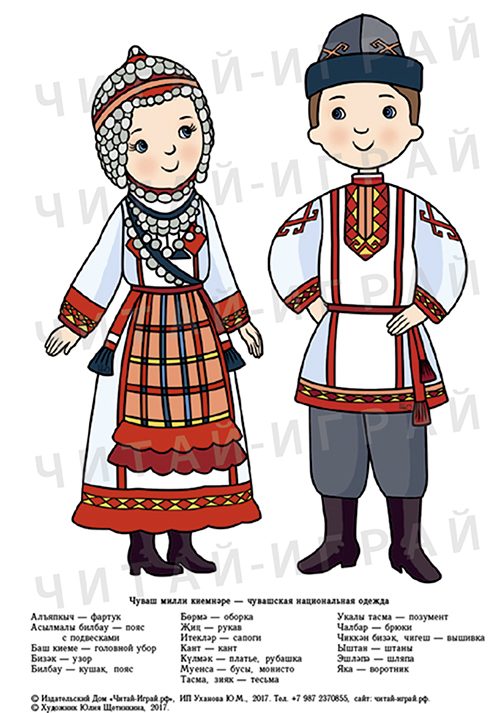 ЧИТАЙ-ИГРАЙ
ЧИТАЙ-ИГРАЙ
ЧИТАЙ-ИГРАЙ
ЧИТАЙ-ИГРАЙ
ЧИТАЙ-ИГРАЙ
Чуваш милли киемнәре — чувашская национальная одежда
Алъяпкыч — фартук
Асылмалы билбау — пояс
с подвесками
Баш киеме — головной убор
Бизәк — узор
Билбау — кушак, пояс
Бөрмә — оборка
Җиң — рукав
Итекләр — сапоги
Кант — кант
Күлмәк — платье, рубашка
Муенса — бусы, монисто
Тасма, зияк — тесьма
Укалы тасма — позумент
Чалбар — брюки
Чиккән бизәк, чигеш — вышивка
Ыштан — штаны
Эшләпә — шляпа
Яка — воротник
© Издательский Дом «Читай-Играй.рф», ИП Уханова Ю.М., 2017. Тел. +7 987 2370855, сайт: читай-играй.рф.
© Художник Юлия Щетинкина, 2017.